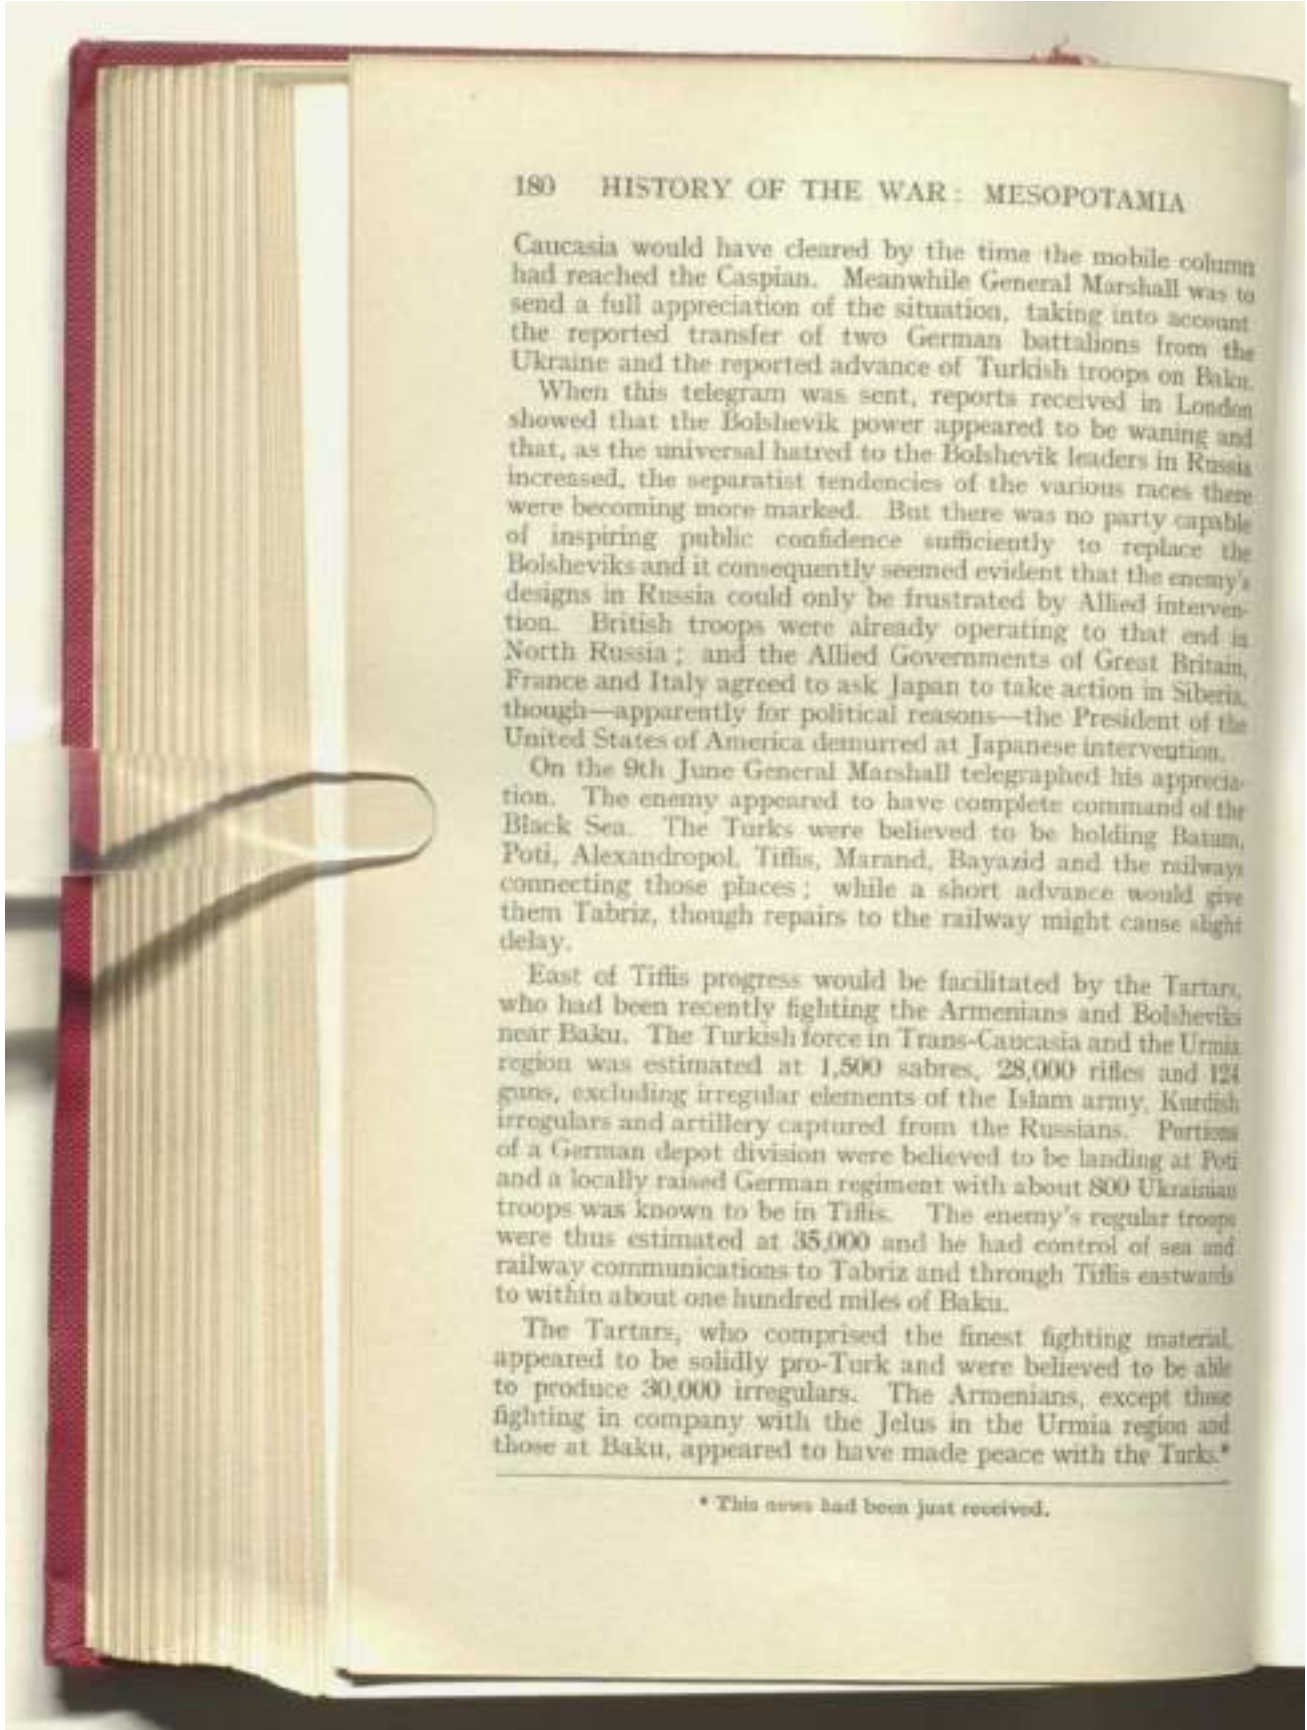 180 HISTORY OF THE WAR: MESOPOTAMIA
Caucasia would have cleared by the time the mobile column
had reached the Caspian. Meanwhile General Marshall was to
send a full appreciation of the situation, taking into account
the reported transfer of two German battalions from the
Ukraine and the reported advance of Turkish troops on Baku.
When this telegram was sent, reports received in London
showed that the Bolshevik power appeared to be waning and
that, as the universal hatred to the Bolshevik leaders in Russia
increased, the separatist tendencies of the various races there
were becoming more marked. But there was no party capable
of inspiring public confidence sufficiently to replace the
Bolsheviks and it consequently seemed evident that the enemy's
designs in Russia could only be frustrated by Allied interven-
tion. British troops were already operating to that end in
North Russia; and the Allied Governments of Great Britain,
France and Italy agreed to ask Japan to take action in Siberia,
though—apparently for political reasons—the President of the
United States of America demurred at Japanese intervention.
On the 9th June General Marshall telegraphed his apprecia-
tion. The enemy appeared to have complete command of the
Black Sea. The Turks were believed to be holding Batum,
Poti, Alexandropol, Tiflis, Marand, Bayazid and the railways
connecting those places; while a short advance would give
them Tabriz, though repairs to the railway might cause slight
delay.
East of Tiflis progress would be facilitated by the Tartars,
who had been recently fighting the Armenians and Bolsheviks
near Baku. The Turkish force in Trans-Caucasia and the Urmia
region was estimated at 1,500 sabres, 28,000 rifles and 124
guns, excluding irregular elements of the Islam army, Kurdish
irregulars and artillery captured from the Russians. Portions
of a German depot division were believed to be landing at Poti
and a locally raised German regiment with about 800 Ukrainian
troops was known to be in Tiflis. The enemy's regular troops
were thus estimated at 35,000 and he had control of sea and
railway communications to Tabriz and through Tiflis eastwards
to within about one hundred miles of Baku.
The Tartars, who comprised the finest fighting material,
appeared to be solidly pro-Turk and were believed to be able
to produce 30,000 irregulars. The Armenians, except those
fighting in company with the Jelus in the Urmia region and
those at Baku, appeared to have made peace with the Turks.*
* This news had been just received.